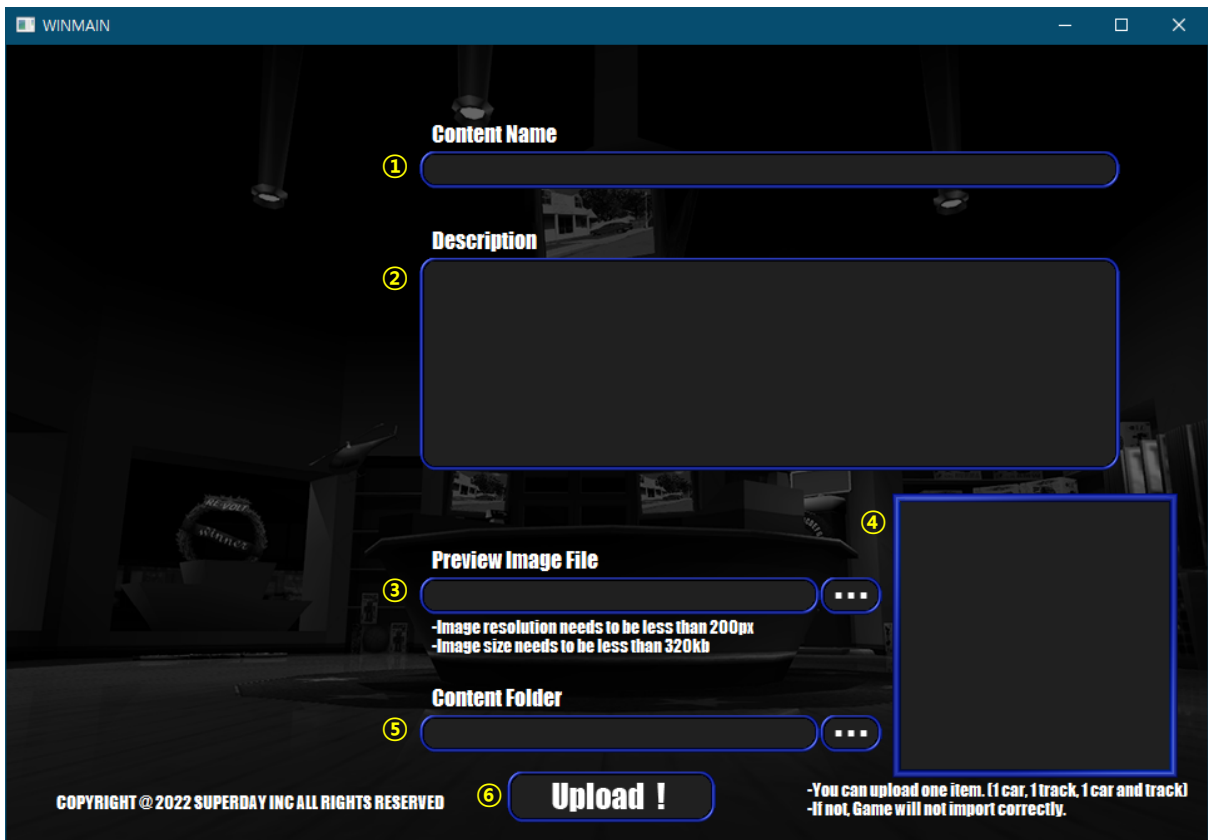 WINMAIN
Content Name
①
Description
②
④
Preview Image File
③
-Image resolution needs to be less than 200px
-Image size needs to be less than 320kb
Content Folder
⑤
⑥ Upload !
COPYRIGHT @ 2022 SUPERDAY INC ALL RIGHTS RESERVED
-You can upload one item. (1 car, 1 track, 1 car and track)
-If not, Game will not import correctly.
RE-VOLT
Winner